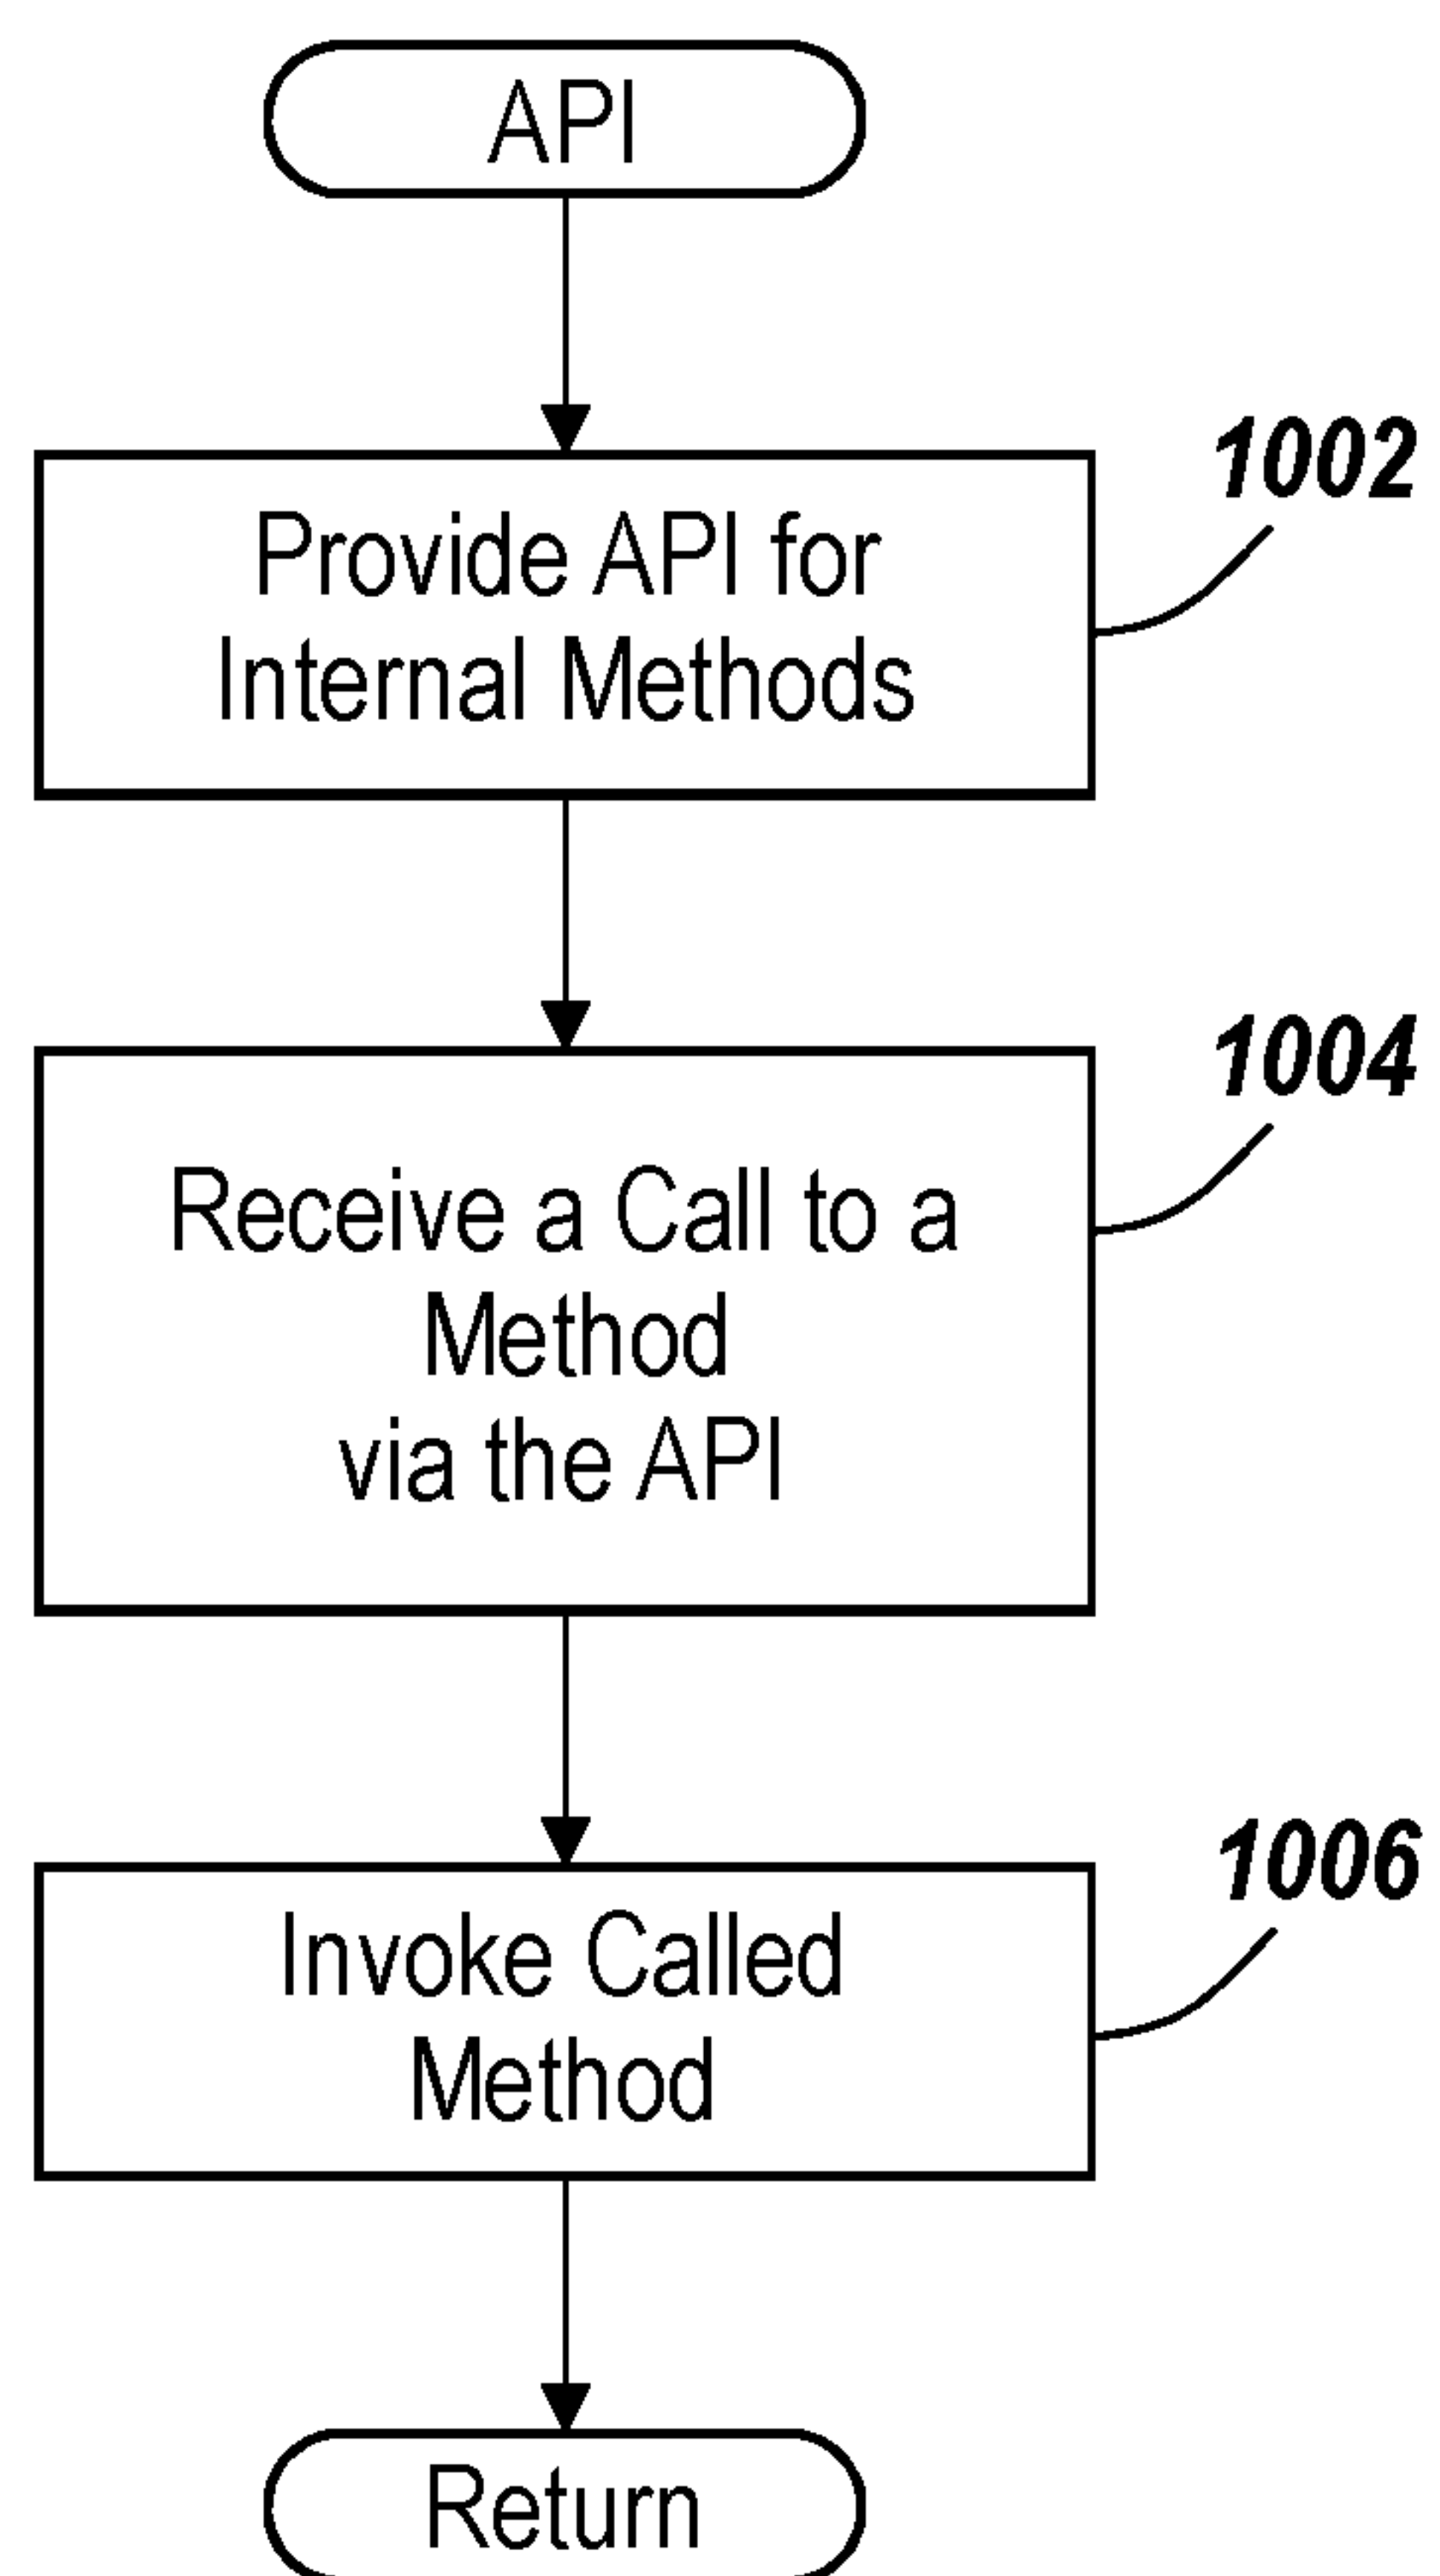 API
1002
Provide API for
Internal Methods
1004
Receive a Call to a
Method
via the API
1006
Invoke Called
Method
Return